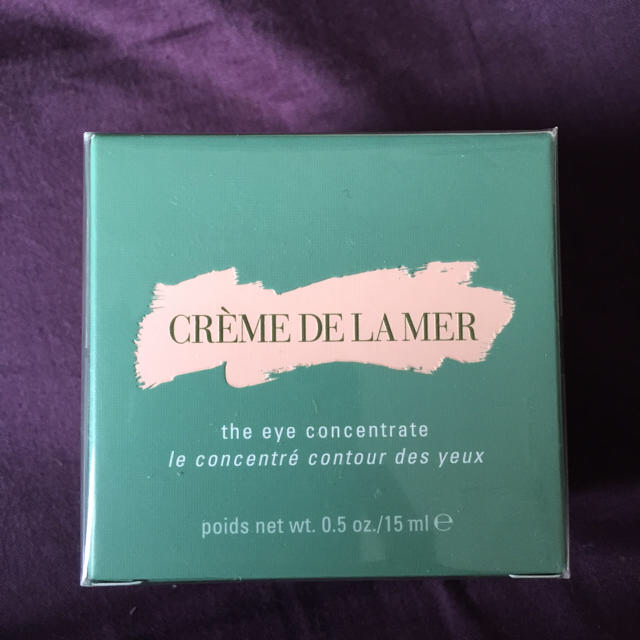 CRÈME DE LA MER
the eye concentrate
le concentré contour des yeux
poids net wt. 0.5 oz./15 ml ℮